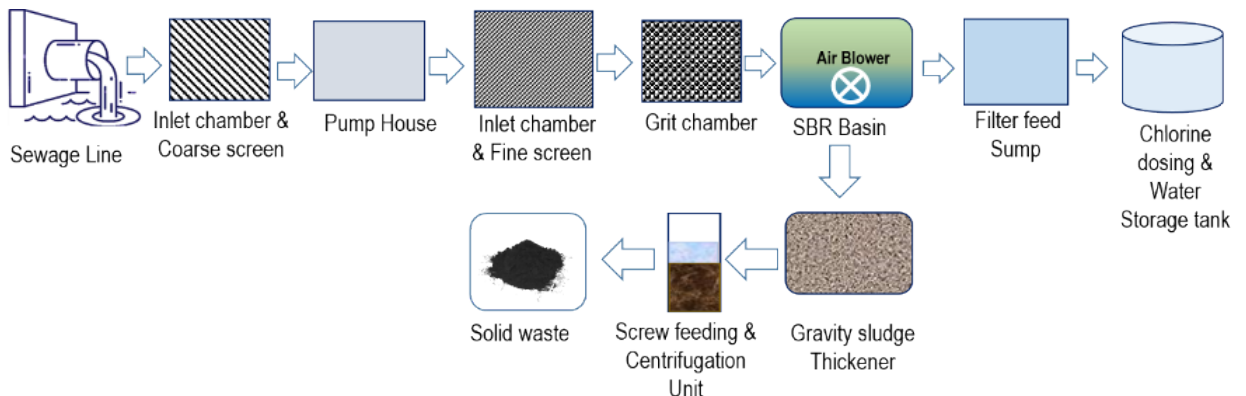 Sewage Line
Inlet chamber &
Coarse screen
Pump House
Inlet chamber
& Fine screen
Grit chamber
Air Blower
SBR Basin
Filter feed
Sump
Chlorine
dosing &
Water
Storage tank
Solid waste
Screw feeding &
Centrifugation
Unit
Gravity sludge
Thickener